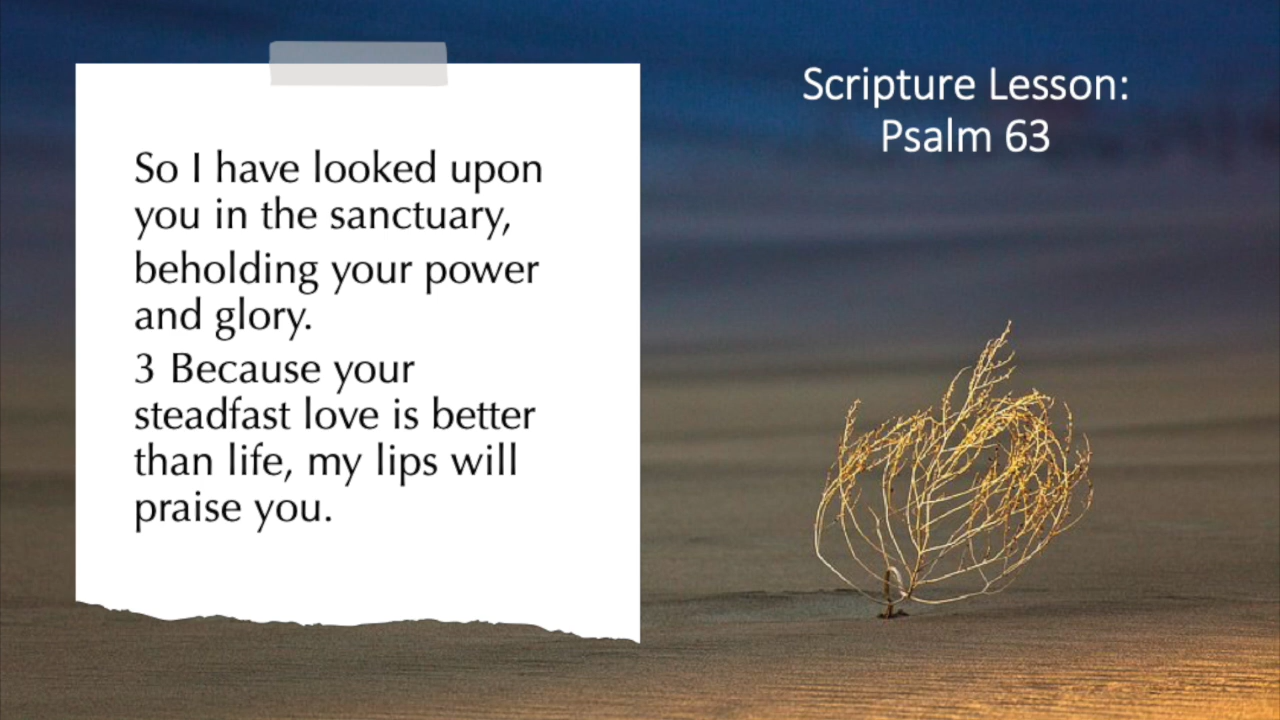 So I have looked upon
you in the sanctuary,
beholding your power
and glory.
3 Because your
steadfast love is better
than life, my lips will
praise you.
Scripture Lesson:
Psalm 63